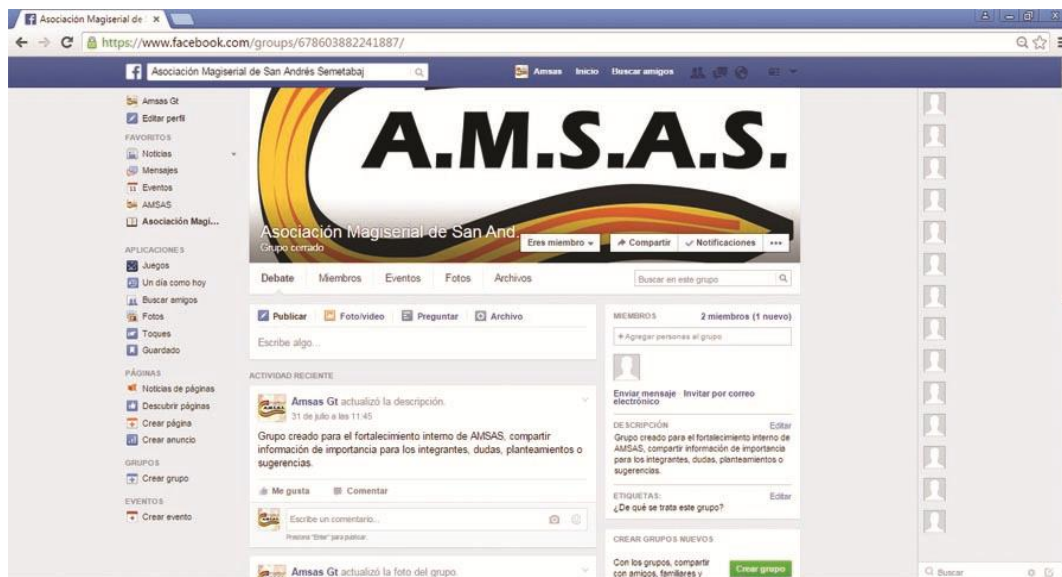 Asociación Magiserial de
https://www.facebook.com/groups/678603882241887/
Asociación Magiserial de San Andrés Semetabaj
Amsas Inicio Buscar amigos
Amsas Gt
Editar perfil
FAVORITOS
Noticias
Mensajes
11 Eventos
AMSAS
Asociación Magi...
APLICACIONES
Juegos
Un día como hoy
Buscar amigos
Fotos
Toques
Guardado
PÁGINAS
Noticias de páginas
Descubrir páginas
Crear página
Crear anuncio
GRUPOS
Crear grupo
EVENTOS
Crear evento
A.M.S.A.S.
Asociación Magiserial de San And...
Grupo cerrado
Eres miembro Compartir Notificaciones
Debate Miembros Eventos Fotos Archivos
Buscar en este grupo
Publicar Foto/video Preguntar Archivo
Escribe algo...
ACTIVIDAD RECIENTE
Amsas Gt actualizó la descripción.
31 de julio a las 11:45
Grupo creado para el fortalecimiento interno de AMSAS, compartir
información de importancia para los integrantes, dudas, planteamientos o
sugerencias.
Me gusta Comentar
Escribe un comentario...
Presiona "Enter" para publicar.
Amsas Gt actualizó la foto del grupo.
MIEMBROS 2 miembros (1 nuevo)
+ Agregar personas al grupo
Enviar mensaje · Invitar por correo
electrónico
DESCRIPCIÓN Editar
Grupo creado para el fortalecimiento interno de
AMSAS, compartir información de importancia
para los integrantes, dudas, planteamientos o
sugerencias.
ETIQUETAS: Editar
¿De qué se trata este grupo?
CREAR GRUPOS NUEVOS
Con los grupos, compartir
con amigos, familiares y
Crear grupo
Buscar